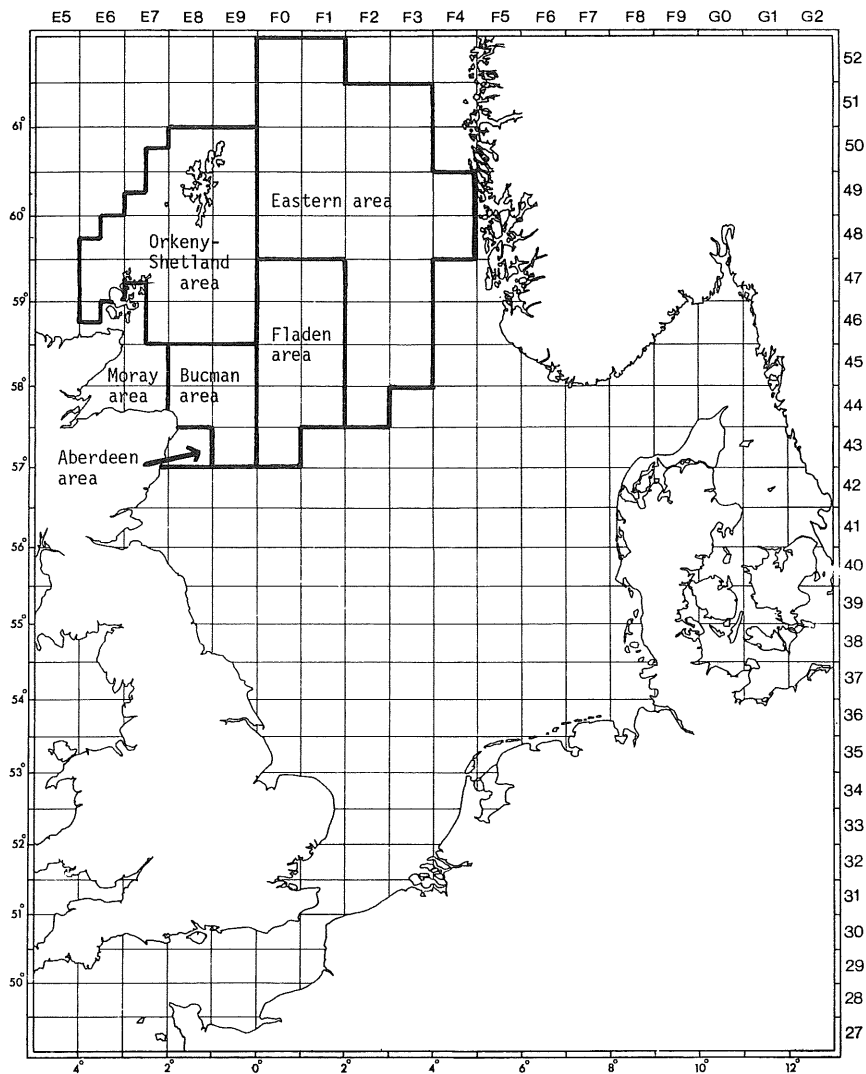 E5 E6 E7 E8 E9 F0 F1 F2 F3 F4 F5 F6 F7 F8 F9 G0 G1 G2
52
51
61°
50
Eastern area
49
60°
48
Orkeny-
Shetland
area
47
59°
46
Fladen
area
45
Moray
area
Bucman
area
58°
44
43
Aberdeen
area
57°
42
41
56°
40
39
55°
38
37
54°
36
35
53°
34
33
52°
32
31
51°
30
29
50°
28
27
4° 2° 0° 2° 4° 6° 8° 10° 12°